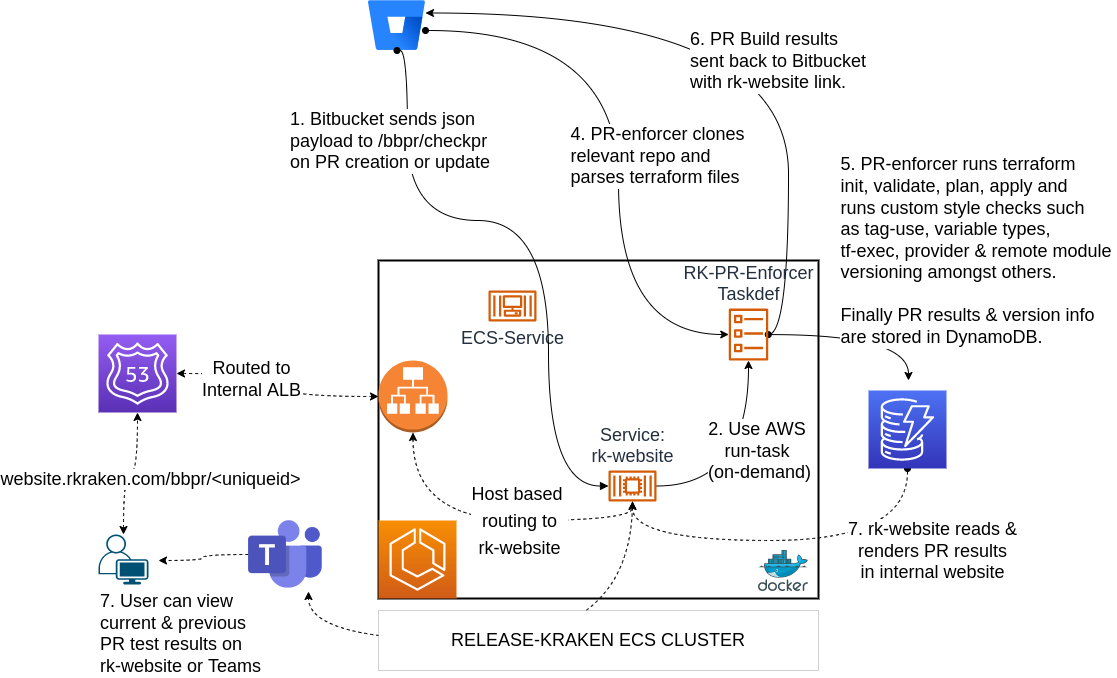 6. PR Build results
sent back to Bitbucket
with rk-website link.
1. Bitbucket sends json
payload to /bbpr/checkpr
on PR creation or update
4. PR-enforcer clones
relevant repo and
parses terraform files
5. PR-enforcer runs terraform
init, validate, plan, apply and
runs custom style checks such
as tag-use, variable types,
tf-exec, provider & remote module
versioning amongst others.
Finally PR results & version info
are stored in DynamoDB.
RK-PR-Enforcer
Taskdef
ECS-Service
53
Routed to
Internal ALB
Service:
rk-website
2. Use AWS
run-task
(on-demand)
website.rkraken.com/bbpr/<uniqueid>
Host based
routing to
rk-website
T
docker
7. rk-website reads &
renders PR results
in internal website
7. User can view
current & previous
PR test results on
rk-website or Teams
RELEASE-KRAKEN ECS CLUSTER